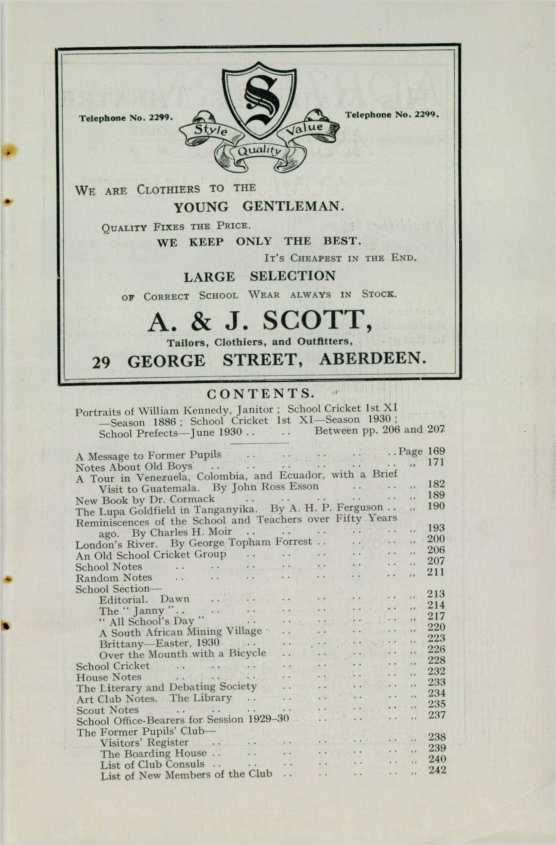 Telephone No. 2299.
S
Telephone No. 2299.
Style
Quality
Value
WE ARE CLOTHIERS TO THE
YOUNG GENTLEMAN.
QUALITY FIXES THE PRICE.
WE KEEP ONLY THE BEST.
IT'S CHEAPEST IN THE END.
LARGE SELECTION
OF CORRECT SCHOOL WEAR ALWAYS IN STOCK.
A. & J. SCOTT,
Tailors, Clothiers, and Outfitters,
29 GEORGE STREET, ABERDEEN.
CONTENTS.
Portraits of William Kennedy, Janitor ; School Cricket 1st XI
—Season 1886 ; School Cricket 1st XI—Season 1930 ;
School Prefects—June 1930 .. .. Between pp. 206 and 207
A Message to Former Pupils .. .. .. .. .. Page 169
Notes About Old Boys .. .. .. .. .. .. ,, 171
A Tour in Venezuela, Colombia, and Ecuador, with a Brief
Visit to Guatemala. By John Ross Esson .. .. ,, 182
New Book by Dr. Cormack .. .. .. .. .. ,, 189
The Lupa Goldfield in Tanganyika. By A. H. P. Ferguson .. ,, 190
Reminiscences of the School and Teachers over Fifty Years
ago. By Charles H. Moir .. .. .. .. .. ,, 193
London's River. By George Topham Forrest .. .. .. ,, 200
An Old School Cricket Group .. .. .. .. .. ,, 206
School Notes .. .. .. .. .. .. .. ,, 207
Random Notes .. .. .. .. .. .. .. ,, 211
School Section—
Editorial. Dawn .. .. .. .. .. .. ,, 213
The " Janny " .. .. .. .. .. .. .. ,, 214
" All School's Day " .. .. .. .. .. ,, 217
A South African Mining Village .. .. .. .. ,, 220
Brittany—Easter, 1930 .. .. .. .. .. ,, 223
Over the Mounth with a Bicycle .. .. .. .. ,, 226
School Cricket .. .. .. .. .. .. .. ,, 228
House Notes .. .. .. .. .. .. .. ,, 232
The Literary and Debating Society .. .. .. .. ,, 233
Art Club Notes. The Library .. .. .. .. .. ,, 234
Scout Notes .. .. .. .. .. .. .. ,, 235
School Office-Bearers for Session 1929-30 .. .. .. ,, 237
The Former Pupils' Club—
Visitors' Register .. .. .. .. .. .. ,, 238
The Boarding House .. .. .. .. .. .. ,, 239
List of Club Consuls .. .. .. .. .. .. ,, 240
List of New Members of the Club .. .. .. .. ,, 242